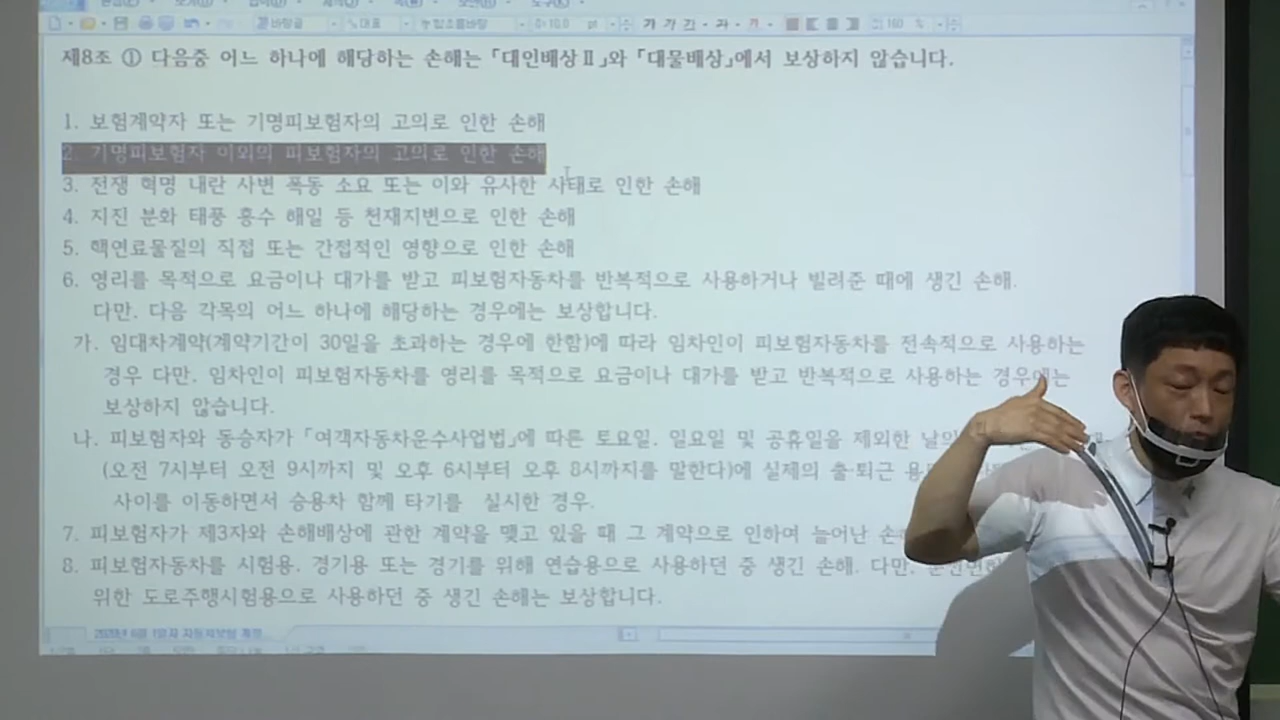 바탕글
대표
함초롬바탕
10.0 pt
160 %
제8조 ① 다음중 어느 하나에 해당하는 손해는 「대인배상Ⅱ」와 「대물배상」에서 보상하지 않습니다.
1. 보험계약자 또는 기명피보험자의 고의로 인한 손해
2. 기명피보험자 이외의 피보험자의 고의로 인한 손해
3. 전쟁 혁명 내란 사변 폭동 소요 또는 이와 유사한 사태로 인한 손해
4. 지진 분화 태풍 홍수 해일 등 천재지변으로 인한 손해
5. 핵연료물질의 직접 또는 간접적인 영향으로 인한 손해
6. 영리를 목적으로 요금이나 대가를 받고 피보험자동차를 반복적으로 사용하거나 빌려준 때에 생긴 손해.
다만. 다음 각목의 어느 하나에 해당하는 경우에는 보상합니다.
가. 임대차계약(계약기간이 30일을 초과하는 경우에 한함)에 따라 임차인이 피보험자동차를 전속적으로 사용하는
경우 다만. 임차인이 피보험자동차를 영리를 목적으로 요금이나 대가를 받고 반복적으로 사용하는 경우에는
보상하지 않습니다.
나. 피보험자와 동승자가 「여객자동차운수사업법」에 따른 토요일. 일요일 및 공휴일을 제외한 날의
(오전 7시부터 오전 9시까지 및 오후 6시부터 오후 8시까지를 말한다)에 실제의 출·퇴근
사이를 이동하면서 승용차 함께 타기를 실시한 경우.
7. 피보험자가 제3자와 손해배상에 관한 계약을 맺고 있을 때 그 계약으로 인하여 늘어난
8. 피보험자동차를 시험용. 경기용 또는 경기를 위해 연습용으로 사용하던 중 생긴 손해. 다만.
위한 도로주행시험용으로 사용하던 중 생긴 손해는 보상합니다.